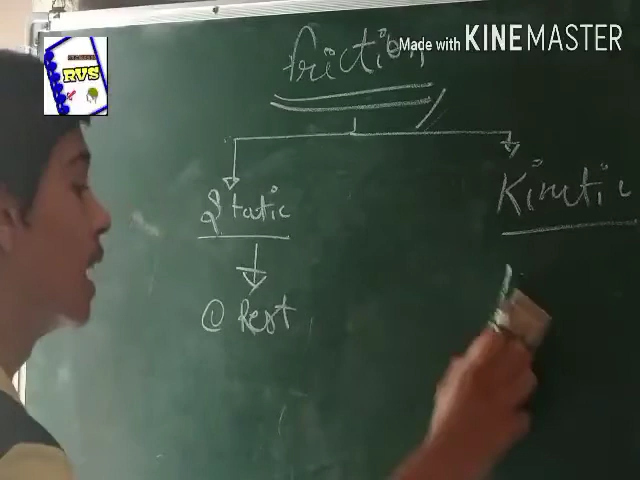 Made with KINEMASTER
RVS
Friction
Static
Kinetic
@ Rest